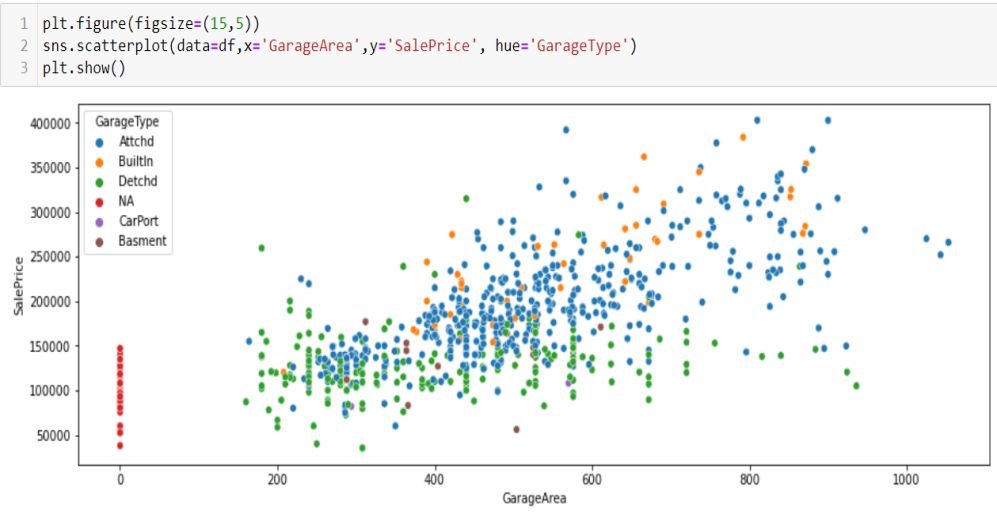 1 plt.figure(figsize=(15,5))
2 sns.scatterplot(data=df,x='GarageArea',y='SalePrice', hue='GarageType')
3 plt.show()
GarageType
Attchd
BuiltIn
Detchd
NA
CarPort
Basment
SalePrice
400000
350000
300000
250000
200000
150000
100000
50000
0 200 400 600 800 1000
GarageArea